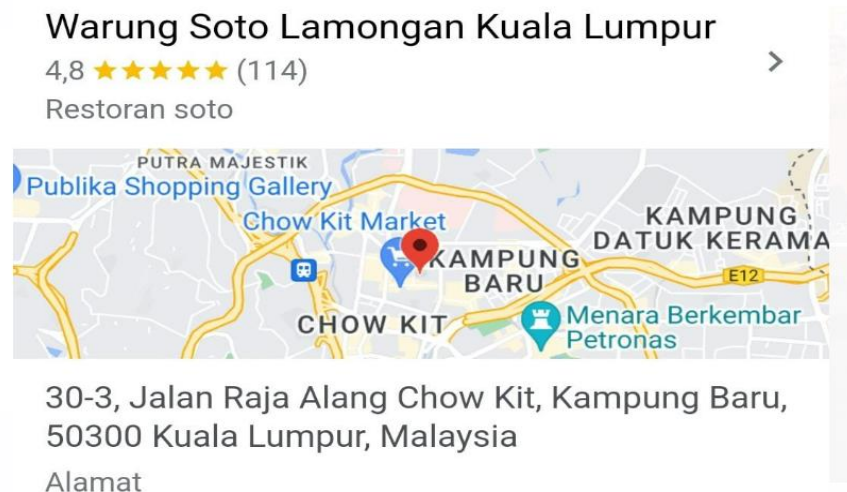 Warung Soto Lamongan Kuala Lumpur
4,8 ★★★★★ (114)
Restoran soto
PUTRA MAJESTIK
Publika Shopping Gallery
Chow Kit Market
KAMPUNG
DATUK KERAMA
KAMPUNG
BARU
E12
CHOW KIT
Menara Berkembar
Petronas
30-3, Jalan Raja Alang Chow Kit, Kampung Baru,
50300 Kuala Lumpur, Malaysia
Alamat